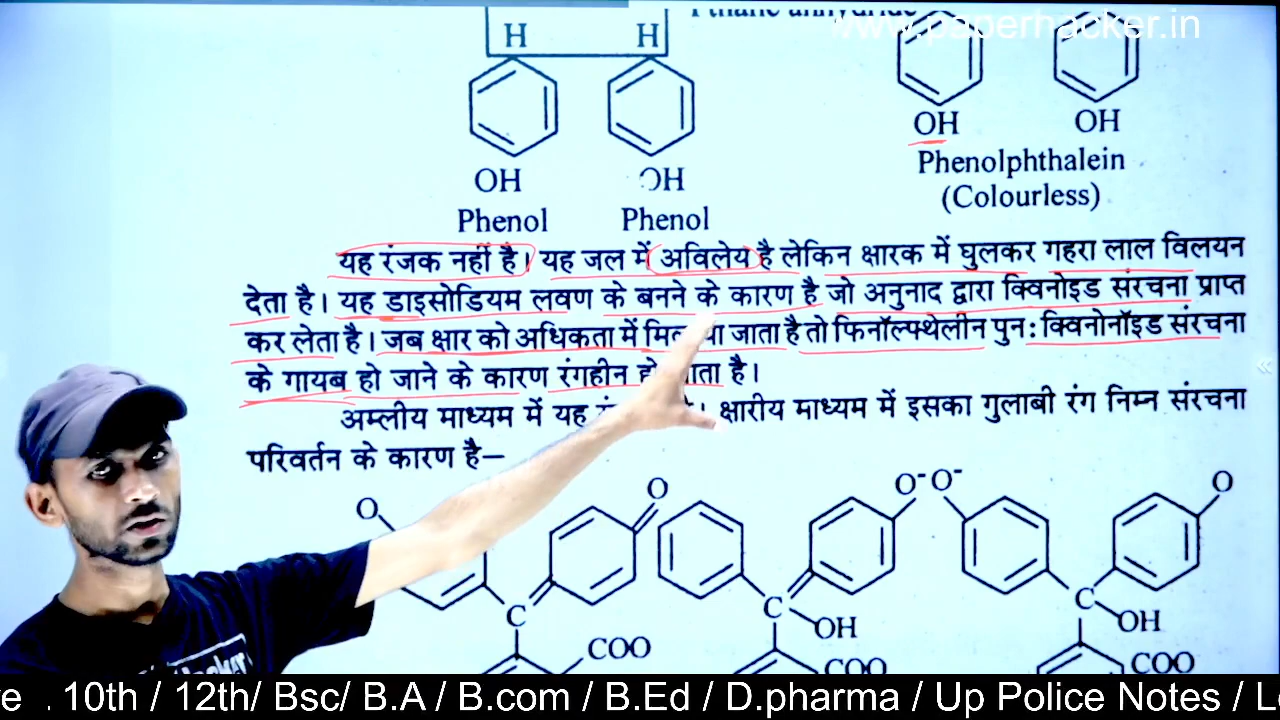 www.paperhacker.in
H H
OH OH
OH
Phenol Phenol
Phenolphthalein
(Colourless)
यह रंजक नहीं है। यह जल में अविलेय है लेकिन क्षारक में घुलकर गहरा लाल विलयन
देता है। यह डाइसोडियम लवण के बनने के कारण है जो अनुनाद द्वारा क्विनोइड संरचना प्राप्त
कर लेता है। जब क्षार को अधिकता में जाता है तो फिनॉल्फ्थेलीन पुन: क्विनोनॉइड संरचना
के गायब हो जाने के कारण रंगहीन है।
अम्लीय माध्यम में यह क्षारीय माध्यम में इसका गुलाबी रंग निम्न संरचना
परिवर्तन के कारण है–
O O O⁻ O⁻ O
C C C
OH OH
COO COO COO
. 10th / 12th/ Bsc/ B.A / B.com / B.Ed / D.pharma / Up Police Notes /